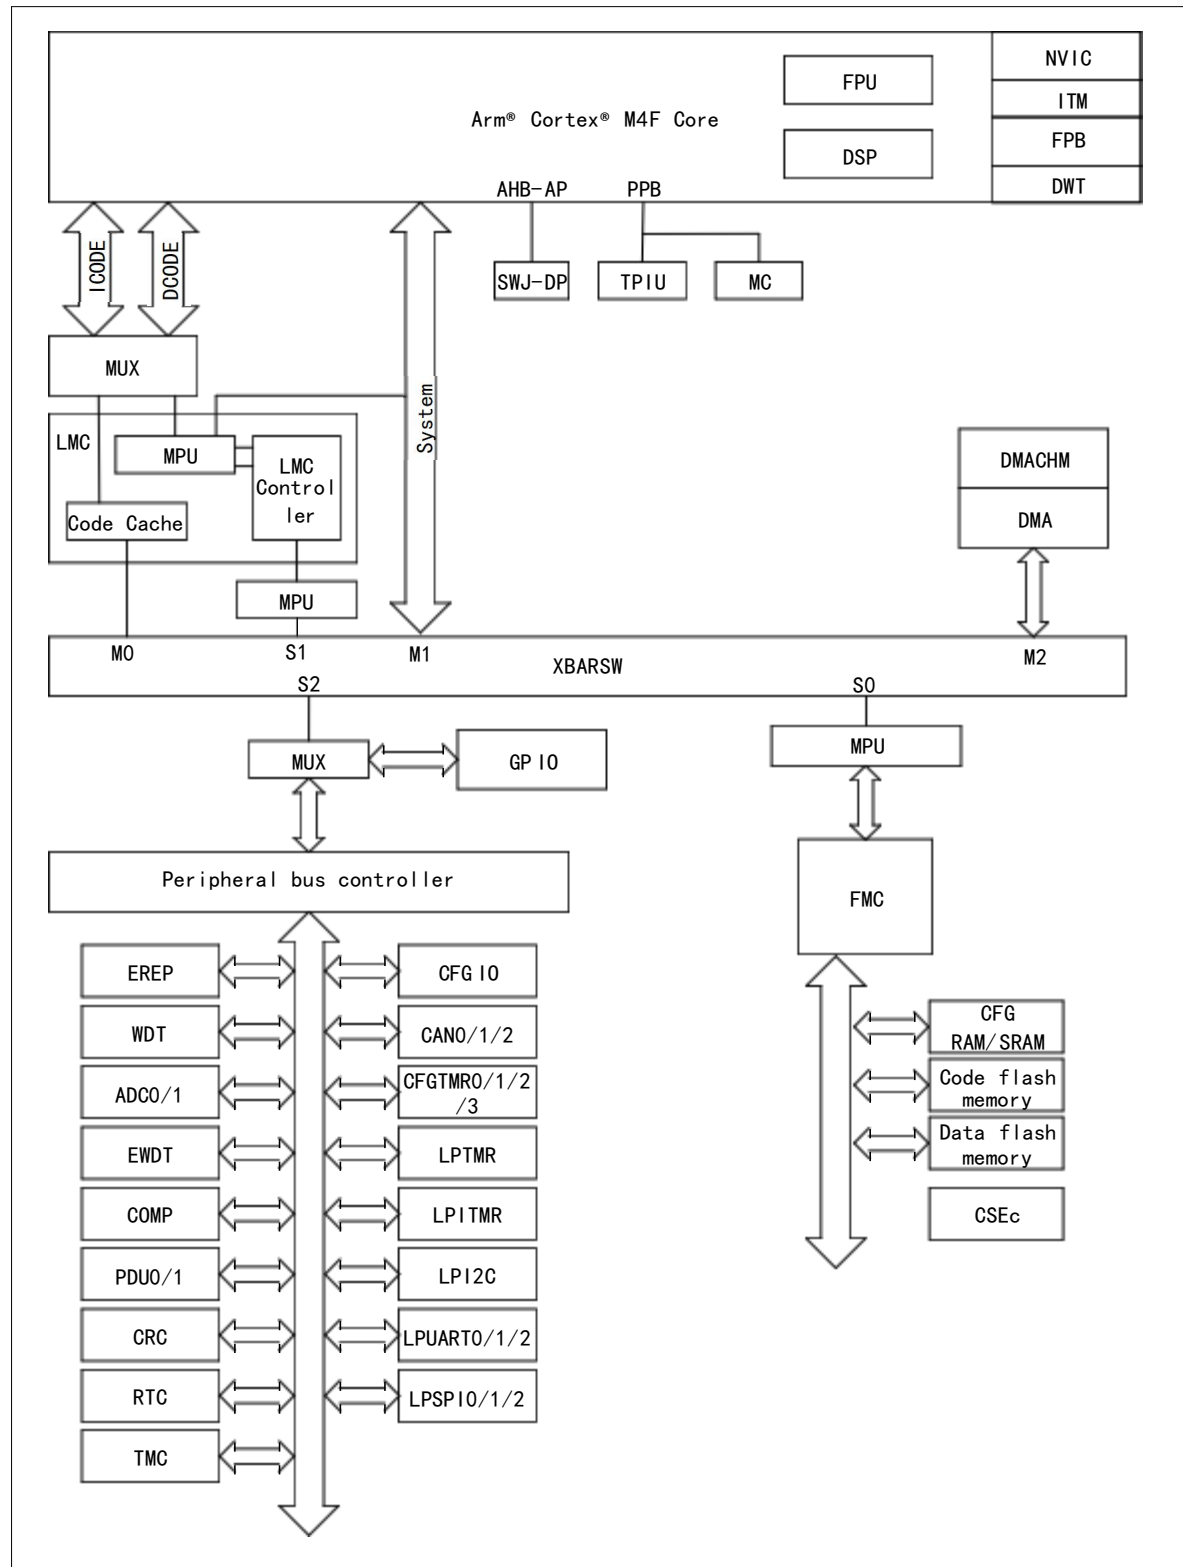 NVIC
FPU
ITM
Arm® Cortex® M4F Core
FPB
DSP
DWT
AHB-AP
PPB
ICODE
DCODE
SWJ-DP
TPIU
MC
MUX
System
LMC
MPU
LMC
Control
ler
Code Cache
DMACHM
DMA
MPU
M0
S1
M1
XBARSW
M2
S2
S0
MUX
GPIO
MPU
Peripheral bus controller
FMC
EREP
CFGIO
WDT
CAN0/1/2
ADC0/1
CFGTMR0/1/2
/3
EWDT
LPTMR
COMP
LPITMR
PDU0/1
LPI2C
CRC
LPUART0/1/2
RTC
LPSPI0/1/2
TMC
CFG
RAM/SRAM
Code flash
memory
Data flash
memory
CSEc